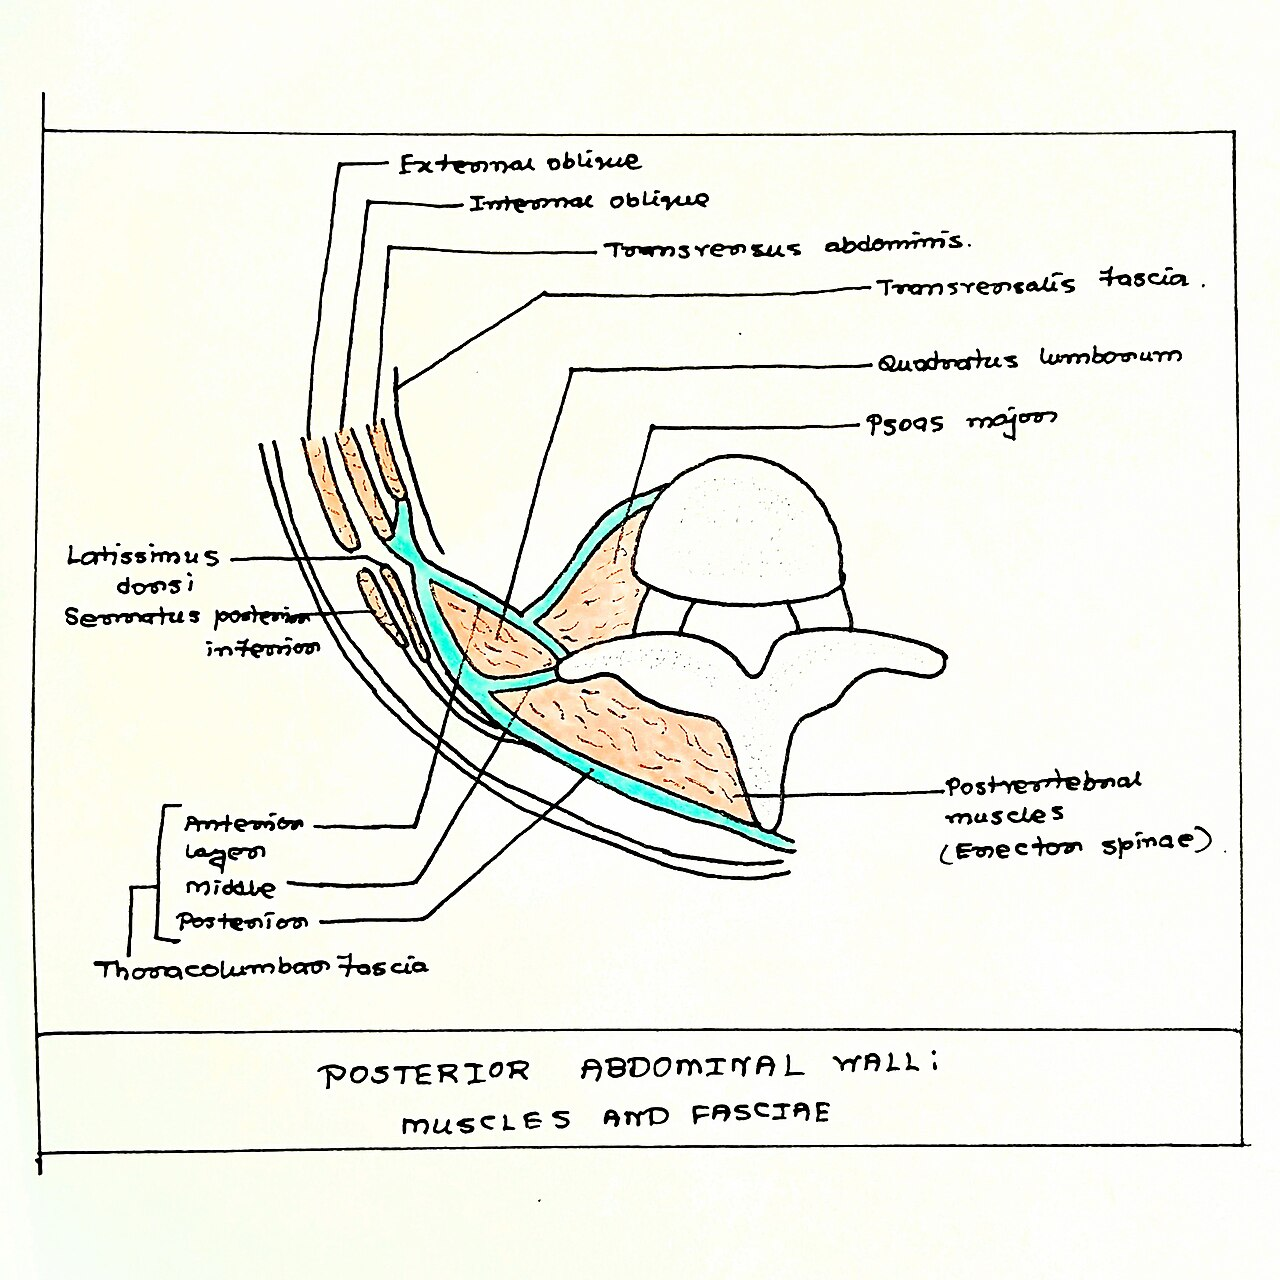 External oblique
Internal oblique
Transversus abdominis.
Transversalis fascia.
Quadratus lumborum
Psoas major
Latissimus
dorsi
Serratus posterior
inferior
Postvertebral
muscles
(Erector spinae)
Anterior
layer
Middle
Posterior
Thoracolumbar fascia
POSTERIOR ABDOMINAL WALL:
MUSCLES AND FASCIAE